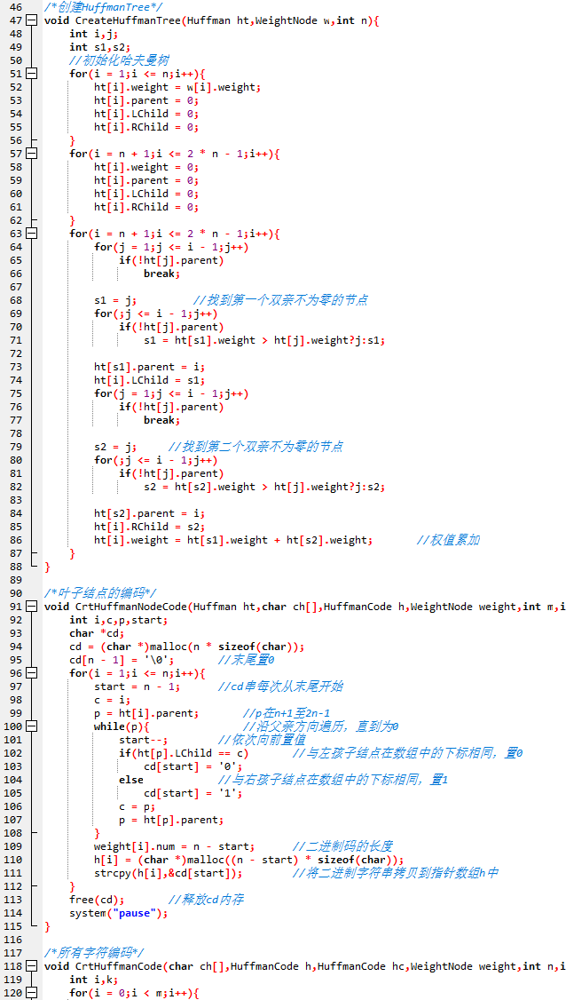 46 /*创建HuffmanTree*/
47 void CreateHuffmanTree(Huffman ht,WeightNode w,int n){
48 int i,j;
49 int s1,s2;
50 //初始化哈夫曼树
51 for(i = 1;i <= n;i++){
52 ht[i].weight = w[i].weight;
53 ht[i].parent = 0;
54 ht[i].LChild = 0;
55 ht[i].RChild = 0;
56 }
57 for(i = n + 1;i <= 2 * n - 1;i++){
58 ht[i].weight = 0;
59 ht[i].parent = 0;
60 ht[i].LChild = 0;
61 ht[i].RChild = 0;
62 }
63 for(i = n + 1;i <= 2 * n - 1;i++){
64 for(j = 1;j <= i - 1;j++)
65 if(!ht[j].parent)
66 break;
67
68 s1 = j; //找到第一个双亲不为零的节点
69 for(;j <= i - 1;j++)
70 if(!ht[j].parent)
71 s1 = ht[s1].weight > ht[j].weight?j:s1;
72
73 ht[s1].parent = i;
74 ht[i].LChild = s1;
75 for(j = 1;j <= i - 1;j++)
76 if(!ht[j].parent)
77 break;
78
79 s2 = j; //找到第二个双亲不为零的节点
80 for(;j <= i - 1;j++)
81 if(!ht[j].parent)
82 s2 = ht[s2].weight > ht[j].weight?j:s2;
83
84 ht[s2].parent = i;
85 ht[i].RChild = s2;
86 ht[i].weight = ht[s1].weight + ht[s2].weight; //权值累加
87 }
88 }
89
90 /*叶子结点的编码*/
91 void CrtHuffmanNodeCode(Huffman ht,char ch[],HuffmanCode h,WeightNode weight,int m,i
92 int i,c,p,start;
93 char *cd;
94 cd = (char *)malloc(n * sizeof(char));
95 cd[n - 1] = '\0'; //末尾置0
96 for(i = 1;i <= n;i++){
97 start = n - 1; //cd串每次从末尾开始
98 c = i;
99 p = ht[i].parent; //p在n+1至2n-1
100 while(p){ //沿父亲方向遍历，直到为0
101 start--; //依次向前置值
102 if(ht[p].LChild == c) //与左孩子结点在数组中的下标相同，置0
103 cd[start] = '0';
104 else //与右孩子结点在数组中的下标相同，置1
105 cd[start] = '1';
106 c = p;
107 p = ht[p].parent;
108 }
109 weight[i].num = n - start; //二进制码的长度
110 h[i] = (char *)malloc((n - start) * sizeof(char));
111 strcpy(h[i],&cd[start]); //将二进制字符串拷贝到指针数组h中
112 }
113 free(cd); //释放cd内存
114 system("pause");
115 }
116
117 /*所有字符编码*/
118 void CrtHuffmanCode(char ch[],HuffmanCode h,HuffmanCode hc,WeightNode weight,int n,i
119 int i,k;
120 for(i = 0;i < m;i++){